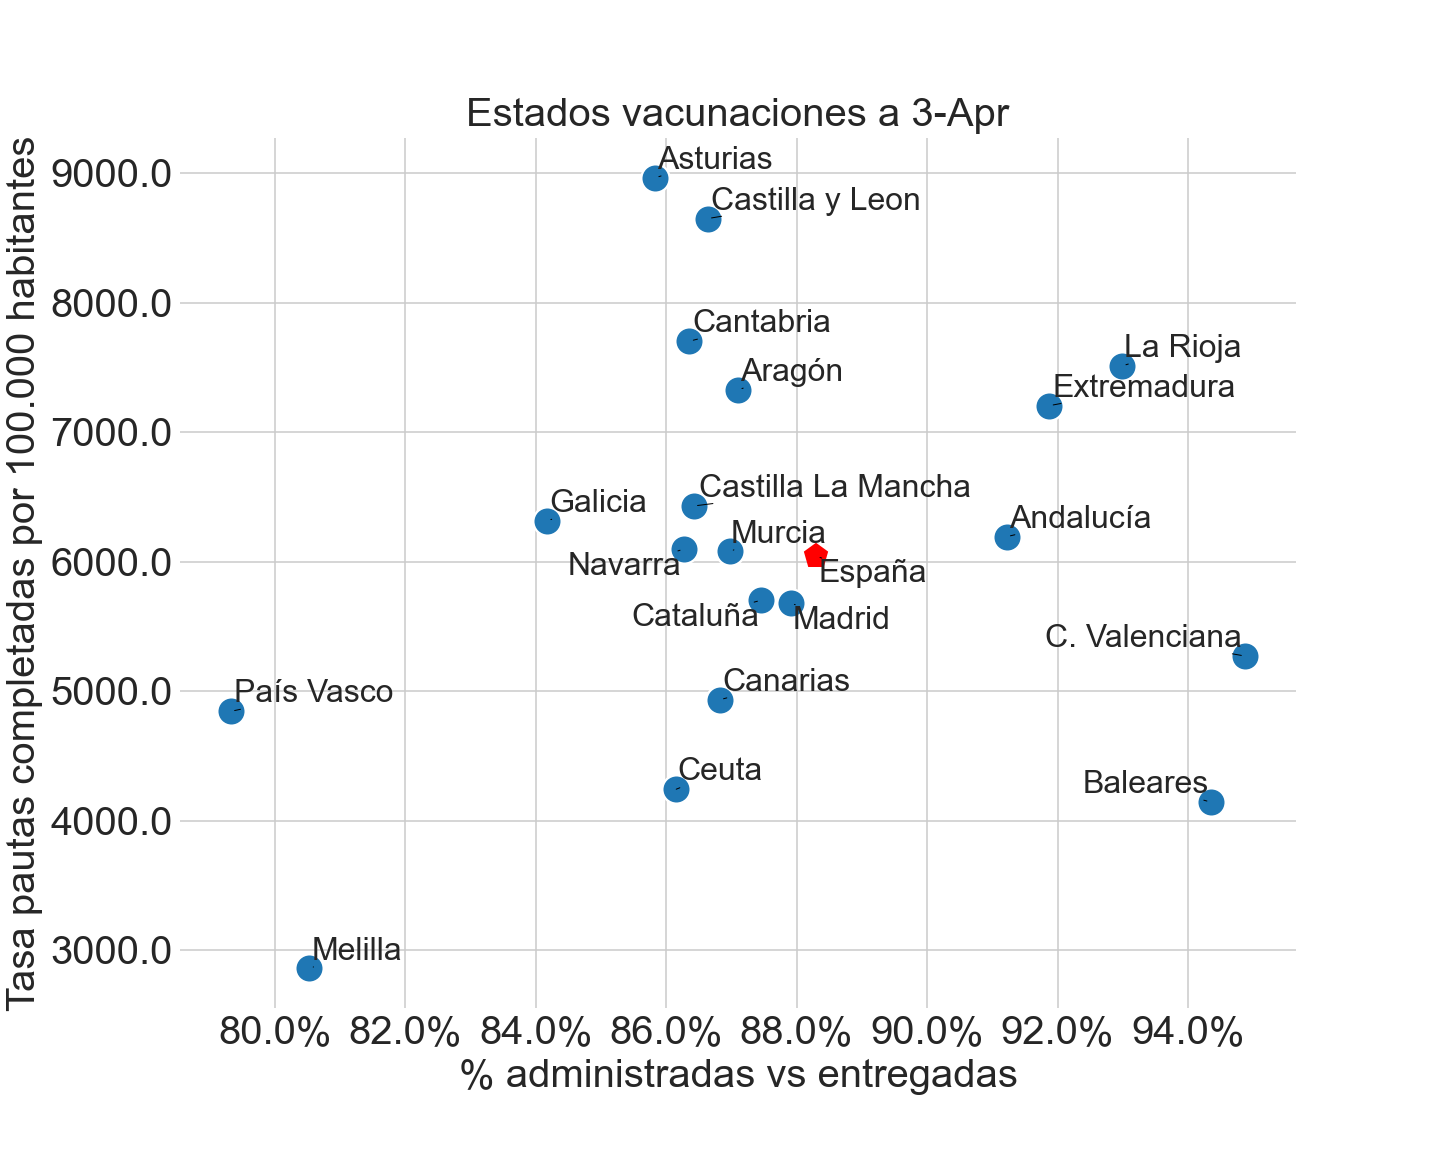 Estados vacunaciones a 3-Apr
Tasa pautas completadas por 100.000 habitantes
9000.0
8000.0
7000.0
6000.0
5000.0
4000.0
3000.0
Asturias
Castilla y Leon
Cantabria
La Rioja
Aragón
Extremadura
Castilla La Mancha
Galicia
Andalucía
Murcia
Navarra
España
Cataluña
Madrid
C. Valenciana
Canarias
País Vasco
Ceuta
Baleares
Melilla
80.0% 82.0% 84.0% 86.0% 88.0% 90.0% 92.0% 94.0%
% administradas vs entregadas